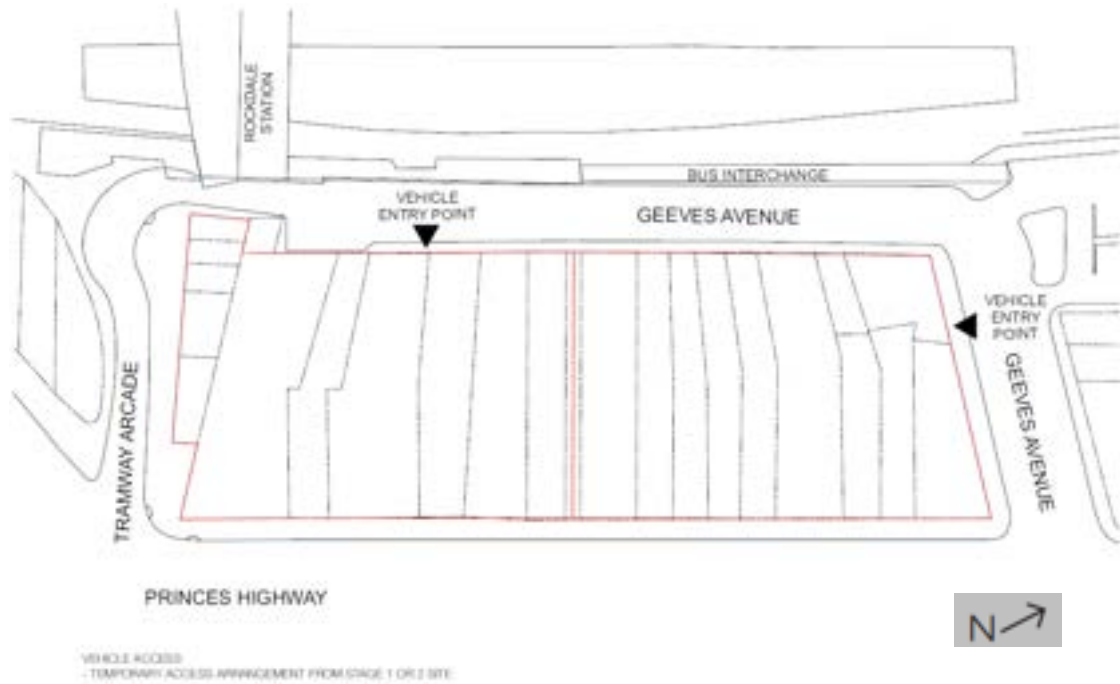 ROCKDALE
STATION
BUS INTERCHANGE
VEHICLE
ENTRY POINT
GEEVES AVENUE
VEHICLE
ENTRY
POINT
GEEVES AVENUE
TRAMWAY ARCADE
PRINCES HIGHWAY
N
VEHICLE ACCESS
- TEMPORARY ACCESS ARRANGEMENT FROM STAGE 1 OR 2 SITE